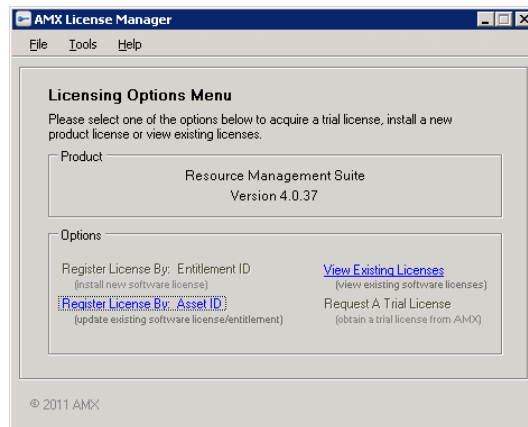 AMX License Manager
File Tools Help
Licensing Options Menu
Please select one of the options below to acquire a trial license, install a new
product license or view existing licenses.
Product
Resource Management Suite
Version 4.0.37
Options
Register License By: Entitlement ID
(install new software license)
Register License By: Asset ID
(update existing software license/entitlement)
View Existing Licenses
(view existing software licenses)
Request A Trial License
(obtain a trial license from AMX)
© 2011 AMX